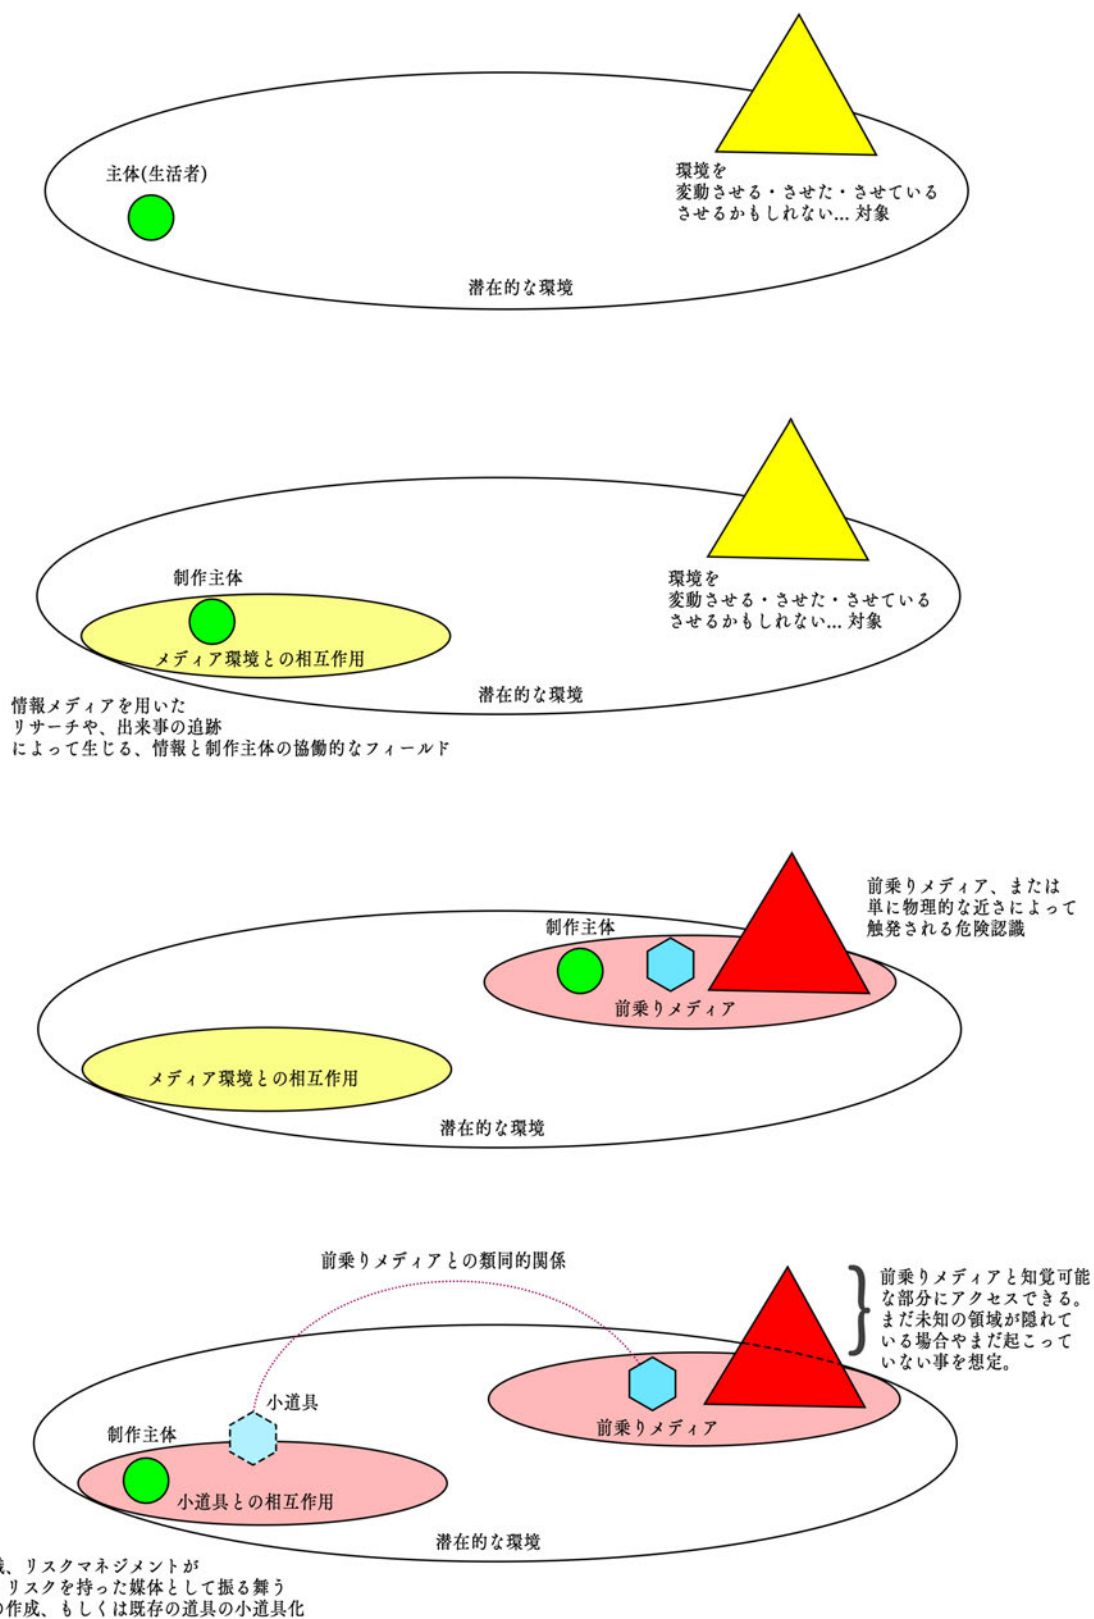 主体(生活者)
環境を
変動させる・させた・させている
させるかもしれない... 対象
潜在的な環境
制作主体
メディア環境との相互作用
環境を
変動させる・させた・させている
させるかもしれない... 対象
潜在的な環境
情報メディアを用いた
リサーチや、出来事の追跡
によって生じる、情報と制作主体の協働的なフィールド
前乗りメディア、または
単に物理的な近さによって
触発される危険認識
制作主体
前乗りメディア
メディア環境との相互作用
潜在的な環境
前乗りメディアとの類同的関係
前乗りメディアと知覚可能
な部分にアクセスできる。
まだ未知の領域が隠れて
いる場合やまだ起こって
いない事を想定。
小道具
制作主体
前乗りメディア
小道具との相互作用
潜在的な環境
、リスクマネジメントが
リスクを持った媒体として振る舞う
の作成、もしくは既存の道具の小道具化